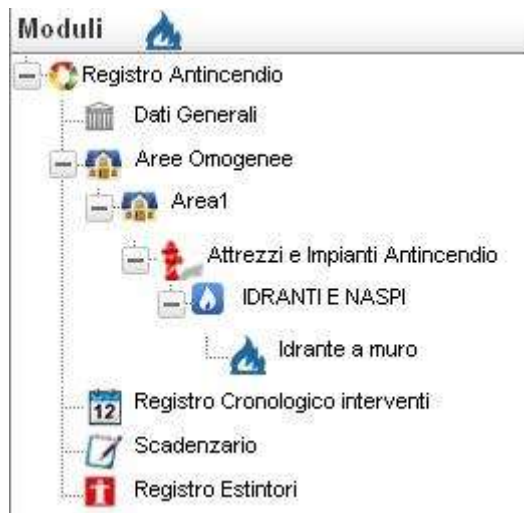 Moduli
Registro Antincendio
Dati Generali
Aree Omogenee
Area1
Attrezzi e Impianti Antincendio
IDRANTI E NASPI
Idrante a muro
12
Registro Cronologico interventi
Scadenzario
Registro Estintori